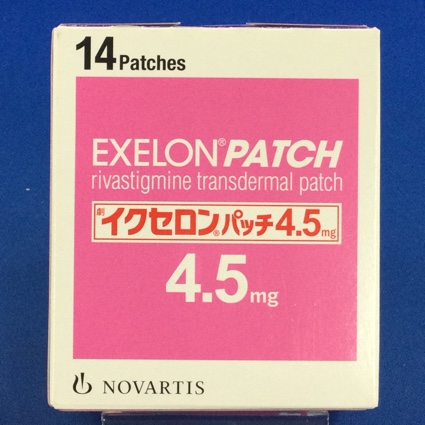 14 Patches
EXELON® PATCH
rivastigmine transdermal patch
劇 イクセロン®パッチ4.5mg
4.5mg
NOVARTIS